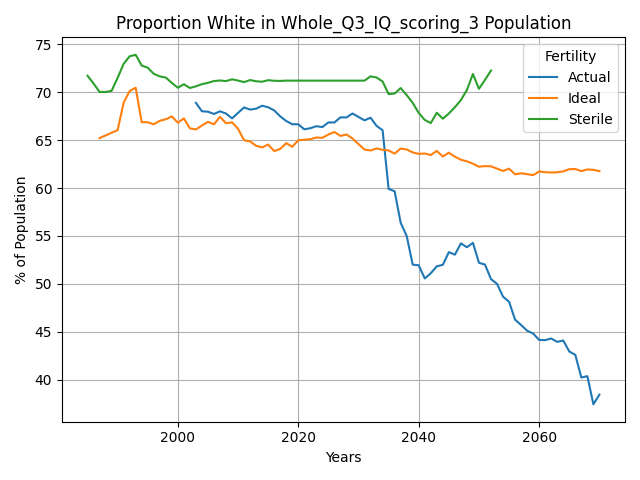 Proportion White in Whole_Q3_IQ_scoring_3 Population
75
70
65
60
55
50
45
40
% of Population
Fertility
Actual
Ideal
Sterile
2000
2020
2040
2060
Years